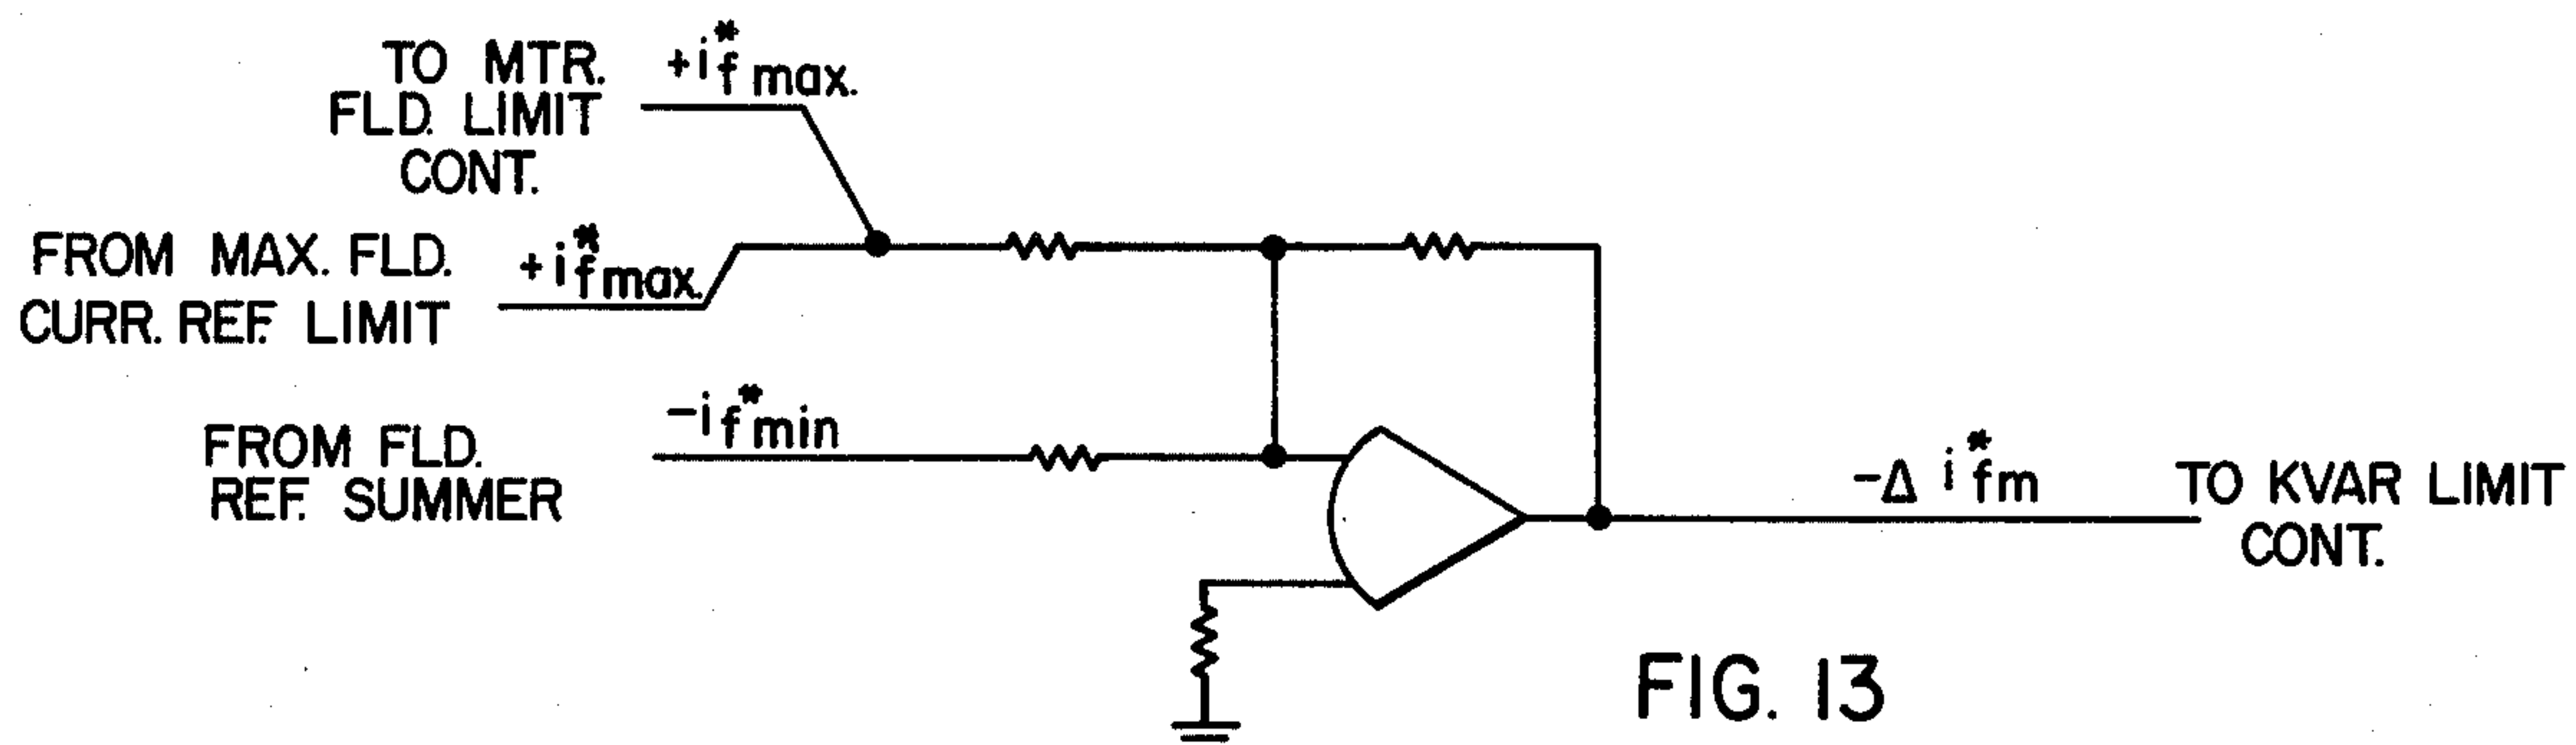 TO MTR.
FLD. LIMIT
CONT.
+i*f max.
FROM MAX. FLD.
CURR. REF. LIMIT
+i*f max.
FROM FLD.
REF. SUMMER
-if*min
-Δ i*fm
TO KVAR LIMIT
CONT.
FIG. 13